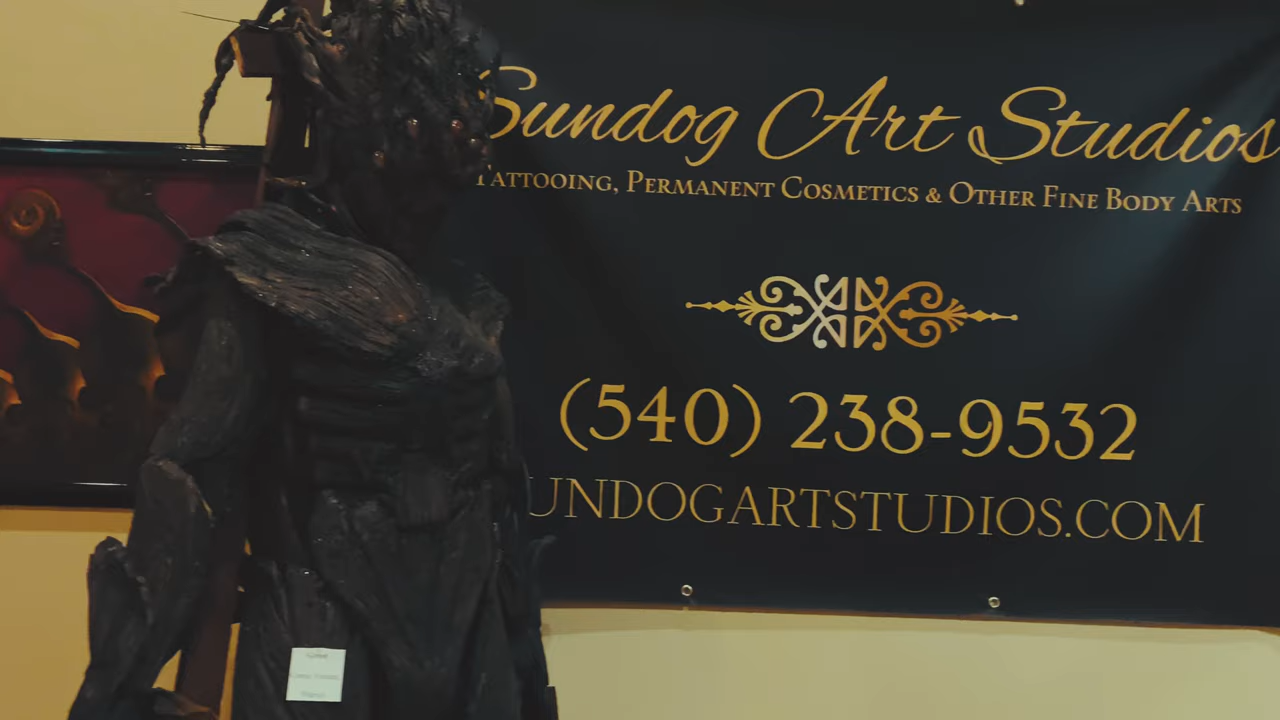 Sundog Art Studios
Tattooing, Permanent Cosmetics & Other Fine Body Arts
(540) 238-9532
UNDOGARTSTUDIOS.COM